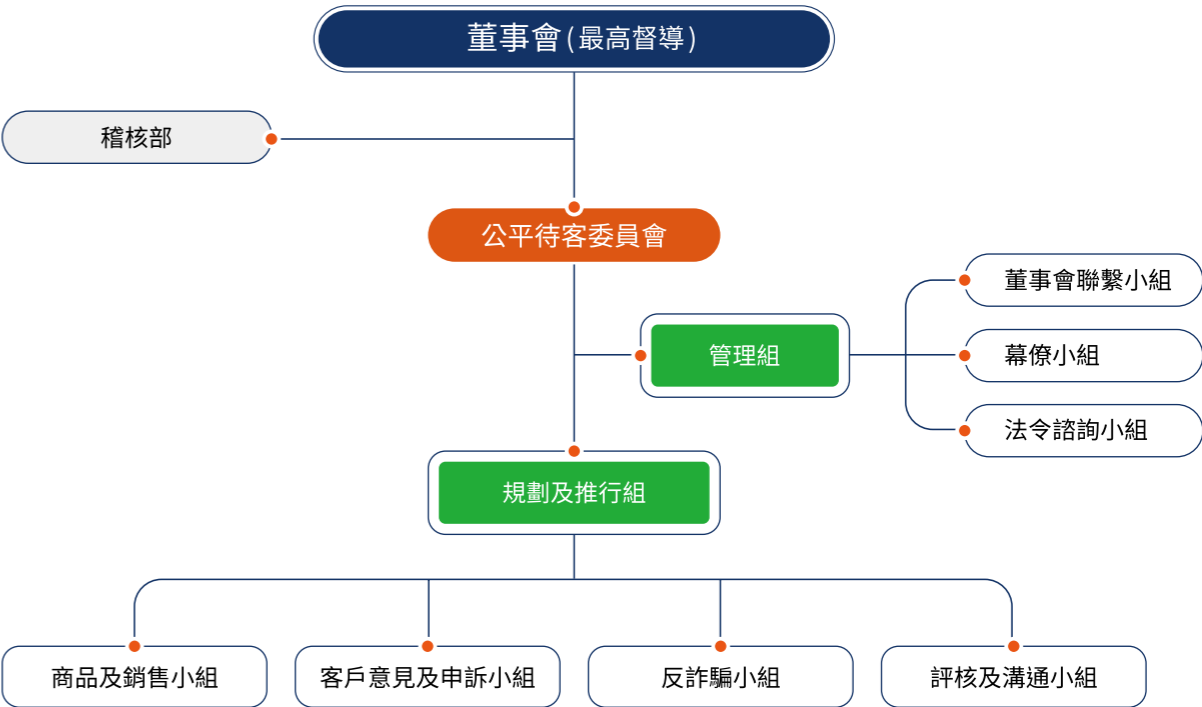 董事會(最高督導)
稽核部
公平待客委員會
董事會聯繫小組
管理組
幕僚小組
法令諮詢小組
規劃及推行組
商品及銷售小組
客戶意見及申訴小組
反詐騙小組
評核及溝通小組